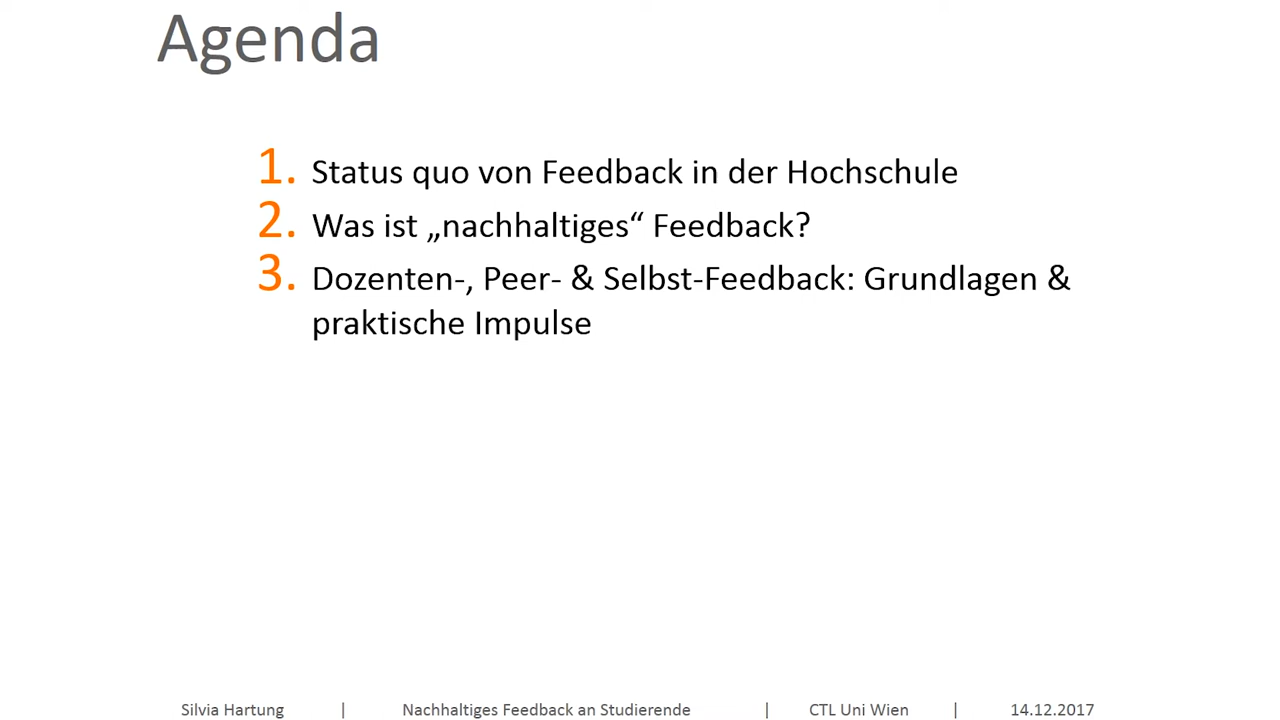 Agenda
1. Status quo von Feedback in der Hochschule
2. Was ist „nachhaltiges“ Feedback?
3. Dozenten-, Peer- & Selbst-Feedback: Grundlagen &
praktische Impulse
Silvia Hartung | Nachhaltiges Feedback an Studierende | CTL Uni Wien | 14.12.2017